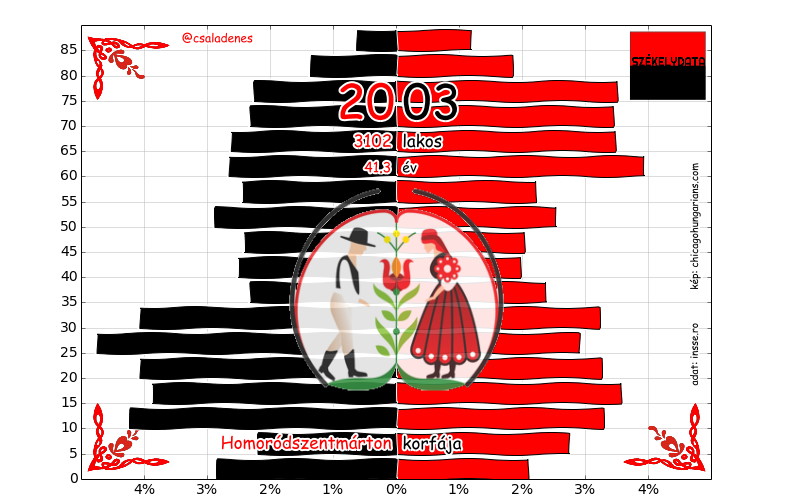 @csaladenes
SZÉKELYDATA
2003
3102 lakos
41,3 év
kép: chicagohungarians.com
adat: insse.ro
Homoródszentmárton korfája
85
80
75
70
65
60
55
50
45
40
35
30
25
20
15
10
5
0
4% 3% 2% 1% 0% 1% 2% 3% 4%